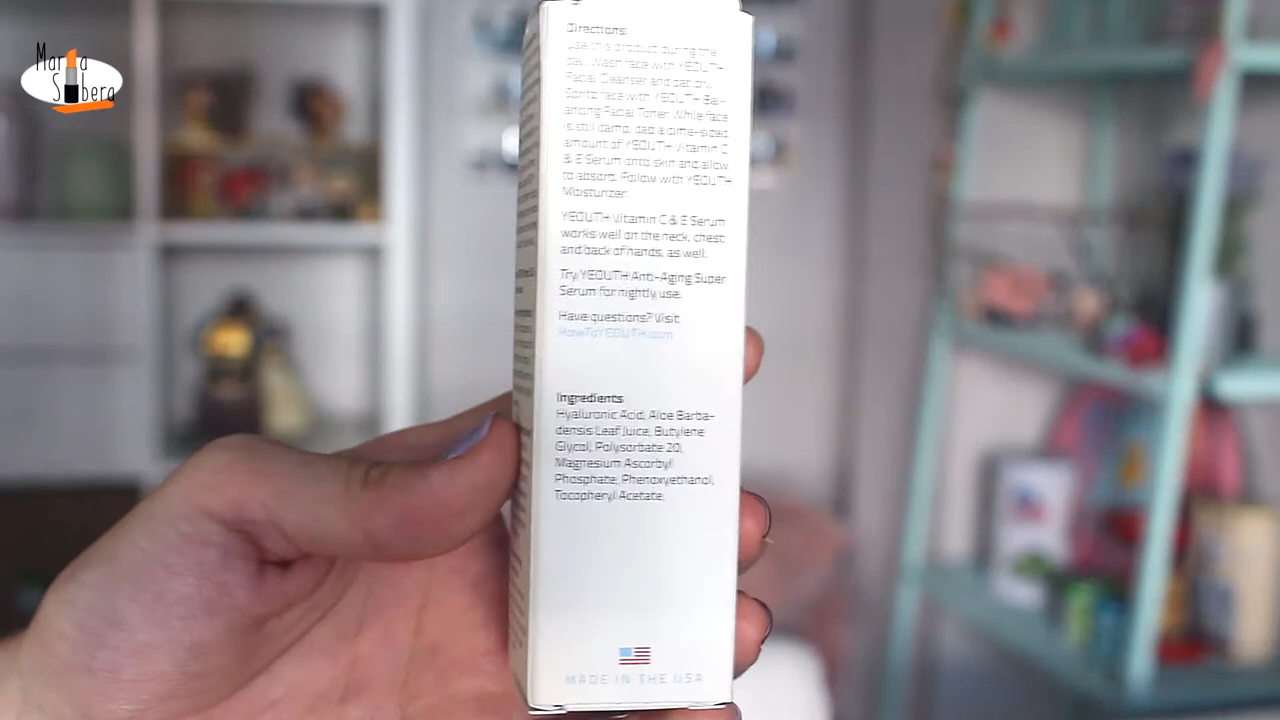 Maria
Subera
Directions:
Use this product during the
day. Wash face with YEOUTH
Facial Cleanser and pat dry.
Spritz face with YEOUTH Bal-
ancing Facial Toner. While face
is still damp, dab a dime-sized
amount of YEOUTH Vitamin C
& E Serum onto skin and allow
to absorb. Follow with YEOUTH
Moisturizer.
YEOUTH Vitamin C & E Serum
works well on the neck, chest
and back of hands, as well.
Try YEOUTH Anti-Aging Super
Serum for nightly use.
Have questions? Visit
HowToYEOUTH.com
Ingredients
Hyaluronic Acid, Aloe Barba-
densis Leaf Juice, Butylene
Glycol, Polysorbate 20,
Magnesium Ascorbyl
Phosphate, Phenoxyethanol,
Tocopheryl Acetate.
MADE IN THE USA